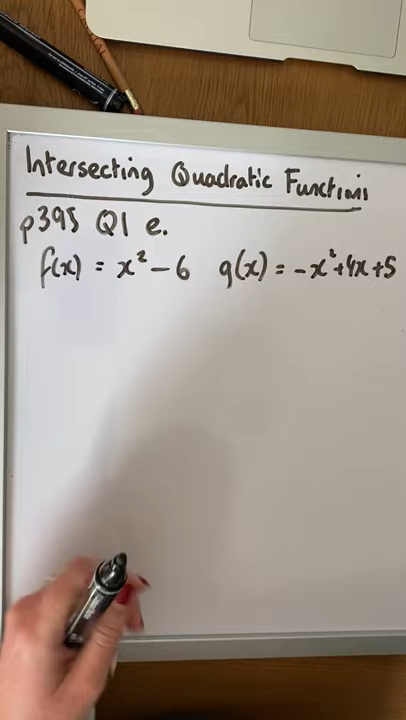 Intersecting Quadratic Functions
p395 Q1 e.
f(x) = x² - 6 g(x) = -x²+4x+5